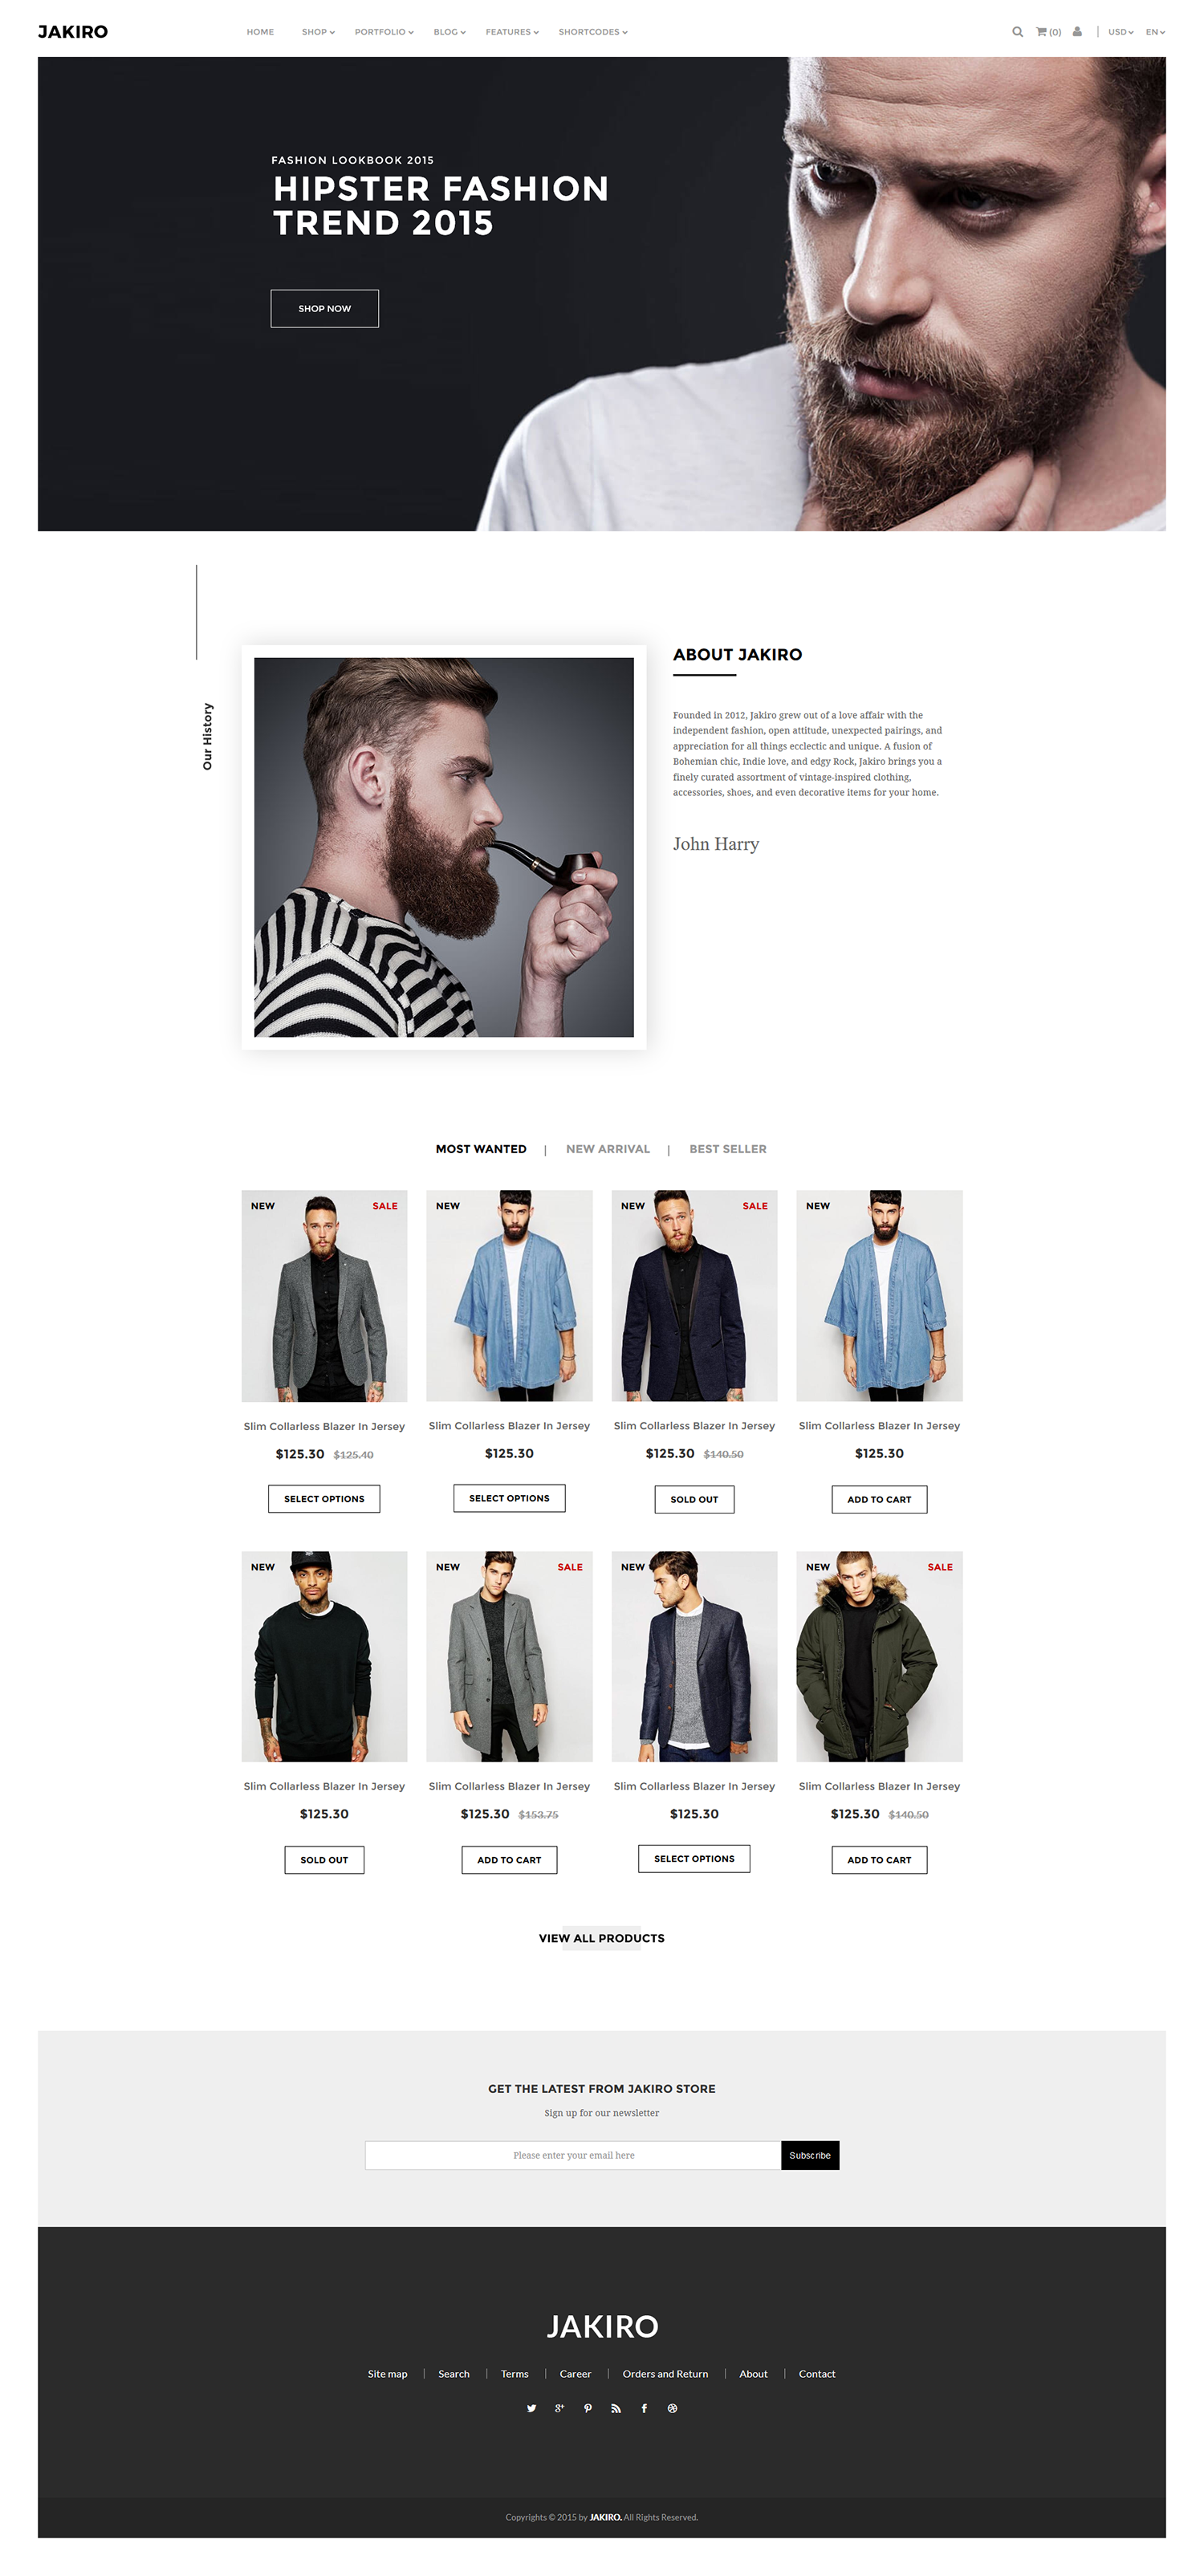 JAKIRO
HOME SHOP PORTFOLIO BLOG FEATURES SHORTCODES
(0) USD EN
FASHION LOOKBOOK 2015
HIPSTER FASHION
TREND 2015
SHOP NOW
Our History
ABOUT JAKIRO
Founded in 2012, Jakiro grew out of a love affair with the
independent fashion, open attitude, unexpected pairings, and
appreciation for all things ecclectic and unique. A fusion of
Bohemian chic, Indie love, and edgy Rock, Jakiro brings you a
finely curated assortment of vintage-inspired clothing,
accessories, shoes, and even decorative items for your home.
John Harry
MOST WANTED | NEW ARRIVAL | BEST SELLER
NEW SALE NEW NEW SALE NEW
Slim Collarless Blazer In Jersey Slim Collarless Blazer In Jersey Slim Collarless Blazer In Jersey Slim Collarless Blazer In Jersey
$125.30 $125.40 $125.30 $125.30 $140.50 $125.30
SELECT OPTIONS SELECT OPTIONS SOLD OUT ADD TO CART
NEW NEW SALE NEW NEW SALE
Slim Collarless Blazer In Jersey Slim Collarless Blazer In Jersey Slim Collarless Blazer In Jersey Slim Collarless Blazer In Jersey
$125.30 $125.30 $153.75 $125.30 $125.30 $140.50
SOLD OUT ADD TO CART SELECT OPTIONS ADD TO CART
VIEW ALL PRODUCTS
GET THE LATEST FROM JAKIRO STORE
Sign up for our newsletter
Please enter your email here Subscribe
JAKIRO
Site map | Search | Terms | Career | Orders and Return | About | Contact
Copyrights © 2015 by JAKIRO. All Rights Reserved.